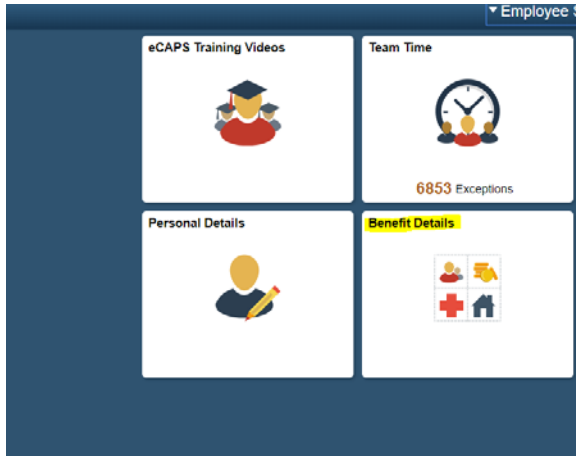 Employee S
eCAPS Training Videos
Team Time
6853 Exceptions
Personal Details
Benefit Details